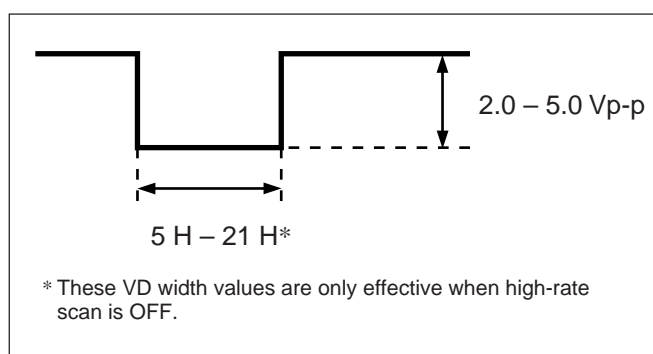 2.0 – 5.0 Vp-p
5 H – 21 H*
* These VD width values are only effective when high-rate
scan is OFF.